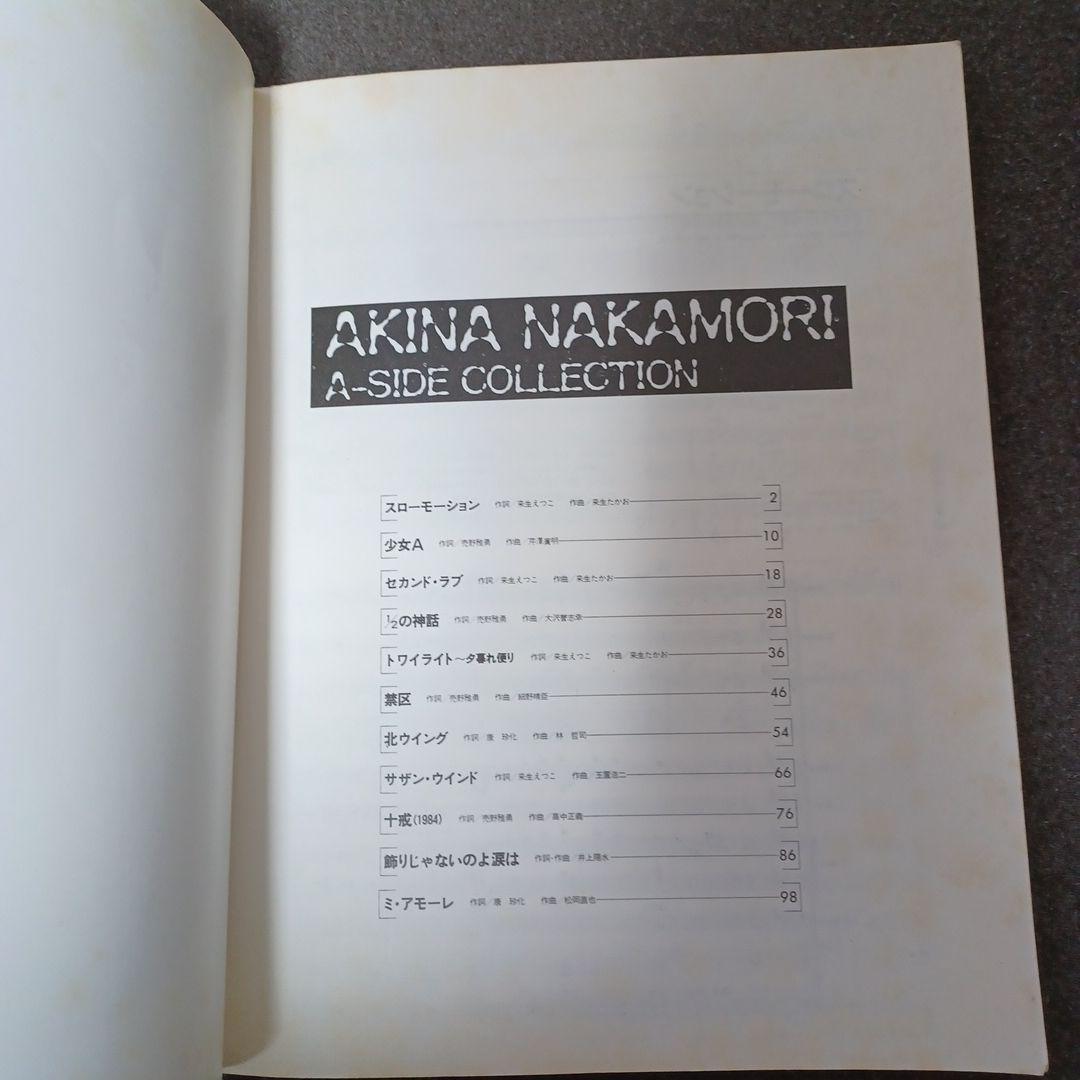 AKINA NAKAMORI
A-SIDE COLLECTION
スローモーション 作詞／来生えつこ 作曲／来生たかお 2
少女A 作詞／売野雅勇 作曲／芹澤廣明 10
セカンド・ラブ 作詞／来生えつこ 作曲／来生たかお 18
½の神話 作詞／売野雅勇 作曲／大沢誉志幸 28
トワイライト〜夕暮れ便り 作詞／来生えつこ 作曲／来生たかお 36
禁区 作詞／売野雅勇 作曲／細野晴臣 46
北ウイング 作詞／康 珍化 作曲／林 哲司 54
サザン・ウインド 作詞／来生えつこ 作曲／玉置浩二 66
十戒(1984) 作詞／売野雅勇 作曲／高中正義 76
飾りじゃないのよ涙は 作詞・作曲／井上陽水 86
ミ・アモーレ 作詞／康 珍化 作曲／松岡直也 98